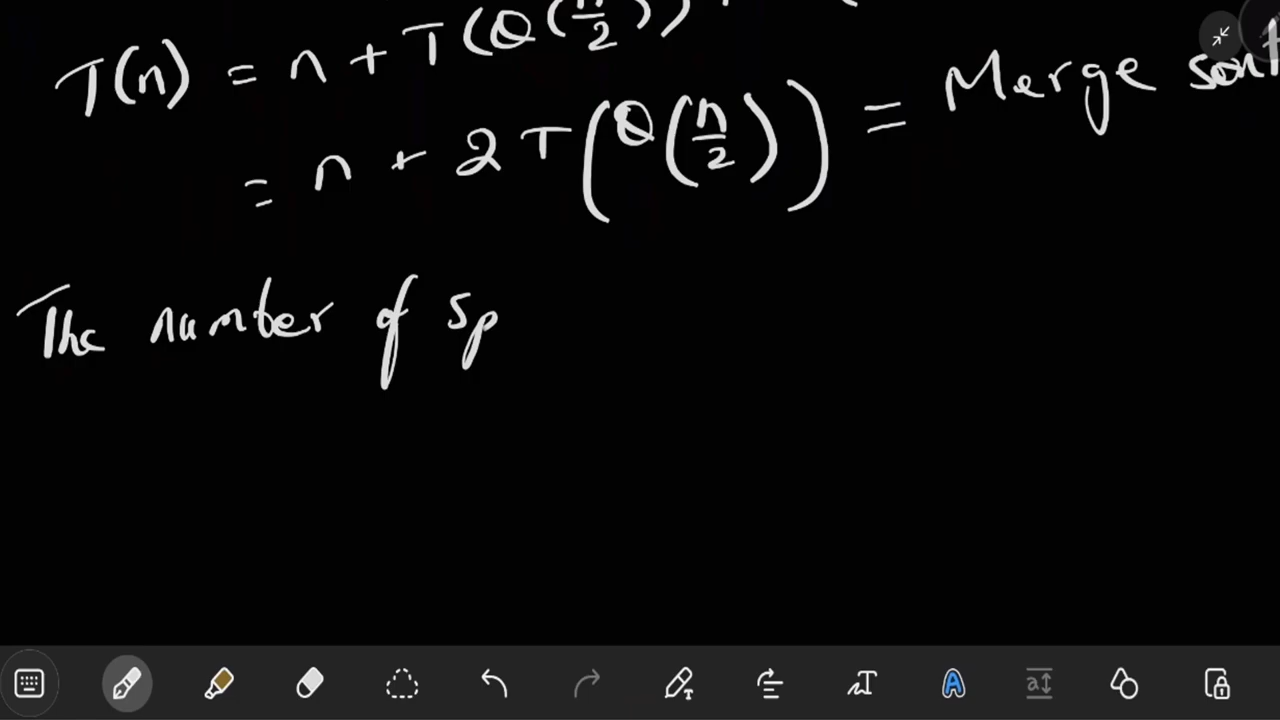 T(n) = n + T(Θ(n/2)) +
= n + 2T(Θ(n/2)) = Merge sort
The number of sp